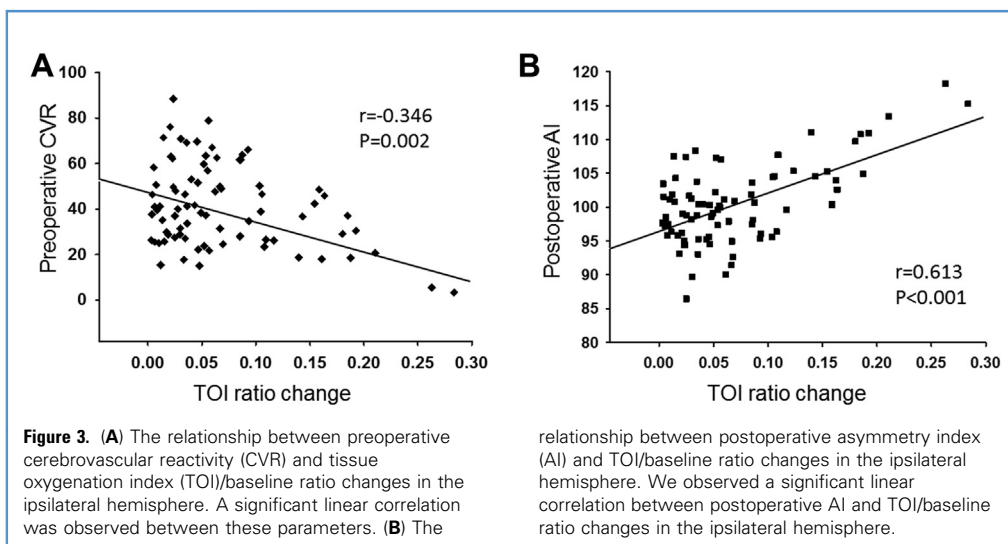 A
100
80
60
40
20
0
Preoperative CVR
r=-0.346
P=0.002
0.00 0.05 0.10 0.15 0.20 0.25 0.30
TOI ratio change
B
120
115
110
105
100
95
90
85
80
Postoperative AI
r=0.613
P<0.001
0.00 0.05 0.10 0.15 0.20 0.25 0.30
TOI ratio change
Figure 3. (A) The relationship between preoperative
cerebrovascular reactivity (CVR) and tissue
oxygenation index (TOI)/baseline ratio changes in the
ipsilateral hemisphere. A significant linear correlation
was observed between these parameters. (B) The
relationship between postoperative asymmetry index
(AI) and TOI/baseline ratio changes in the ipsilateral
hemisphere. We observed a significant linear
correlation between postoperative AI and TOI/baseline
ratio changes in the ipsilateral hemisphere.